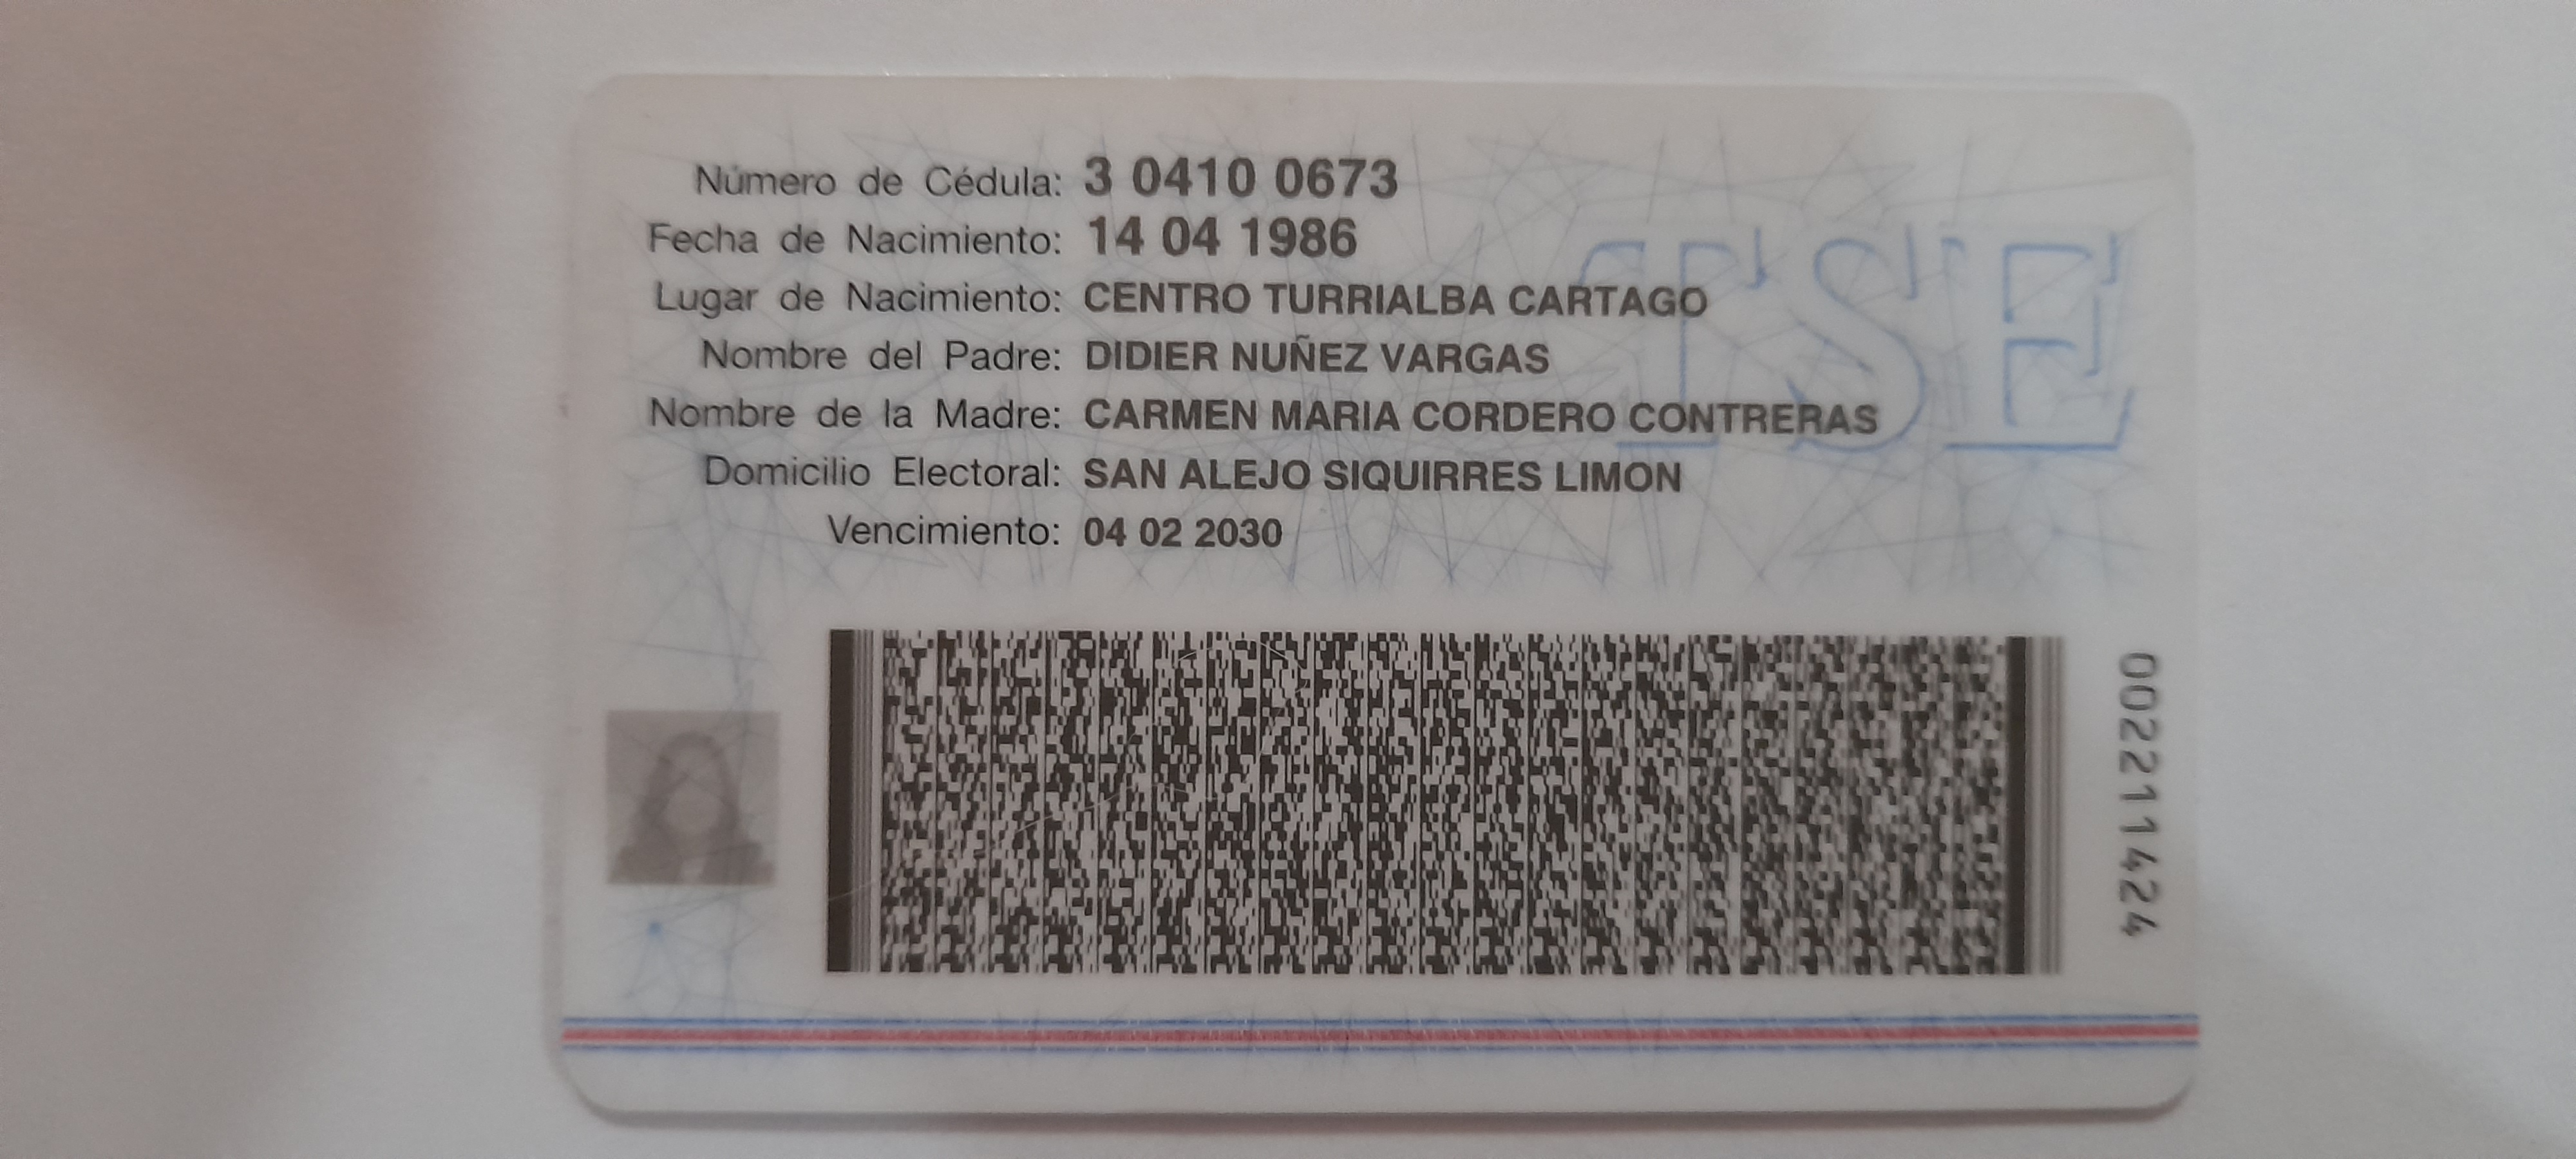 Número de Cédula: 3 0410 0673
Fecha de Nacimiento: 14 04 1986
Lugar de Nacimiento: CENTRO TURRIALBA CARTAGO
Nombre del Padre: DIDIER NUÑEZ VARGAS
Nombre de la Madre: CARMEN MARIA CORDERO CONTRERAS
Domicilio Electoral: SAN ALEJO SIQUIRRES LIMON
Vencimiento: 04 02 2030
TSE
002211424